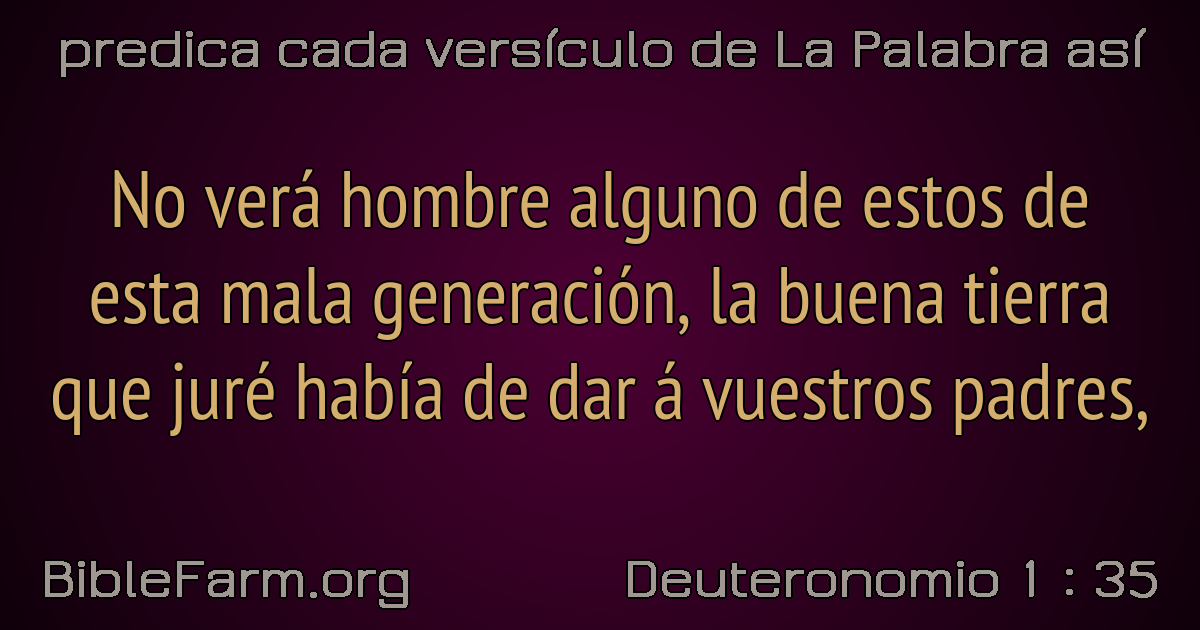 predica cada versículo de La Palabra así
No verá hombre alguno de estos de
esta mala generación, la buena tierra
que juré había de dar á vuestros padres,
BibleFarm.org
Deuteronomio 1 : 35